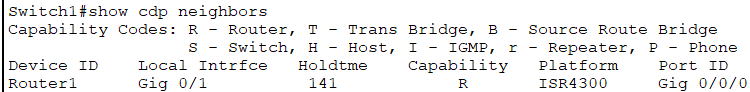 Switch1#show cdp neighbors
Capability Codes: R - Router, T - Trans Bridge, B - Source Route Bridge
S - Switch, H - Host, I - IGMP, r - Repeater, P - Phone
Device ID Local Intrfce Holdtme Capability Platform Port ID
Router1 Gig 0/1 141 R ISR4300 Gig 0/0/0